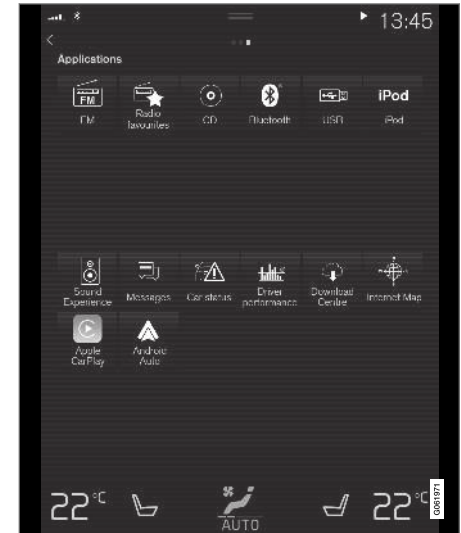 13:45
Applications
FM
iPod
FM
Radio
favourites
CD
Bluetooth
USB
iPod
Sound
Experience
Messages
Car status
Driver
performance
Download
Centre
Internet Map
Apple
CarPlay
Android
Auto
22°C
22°C
AUTO
G061971